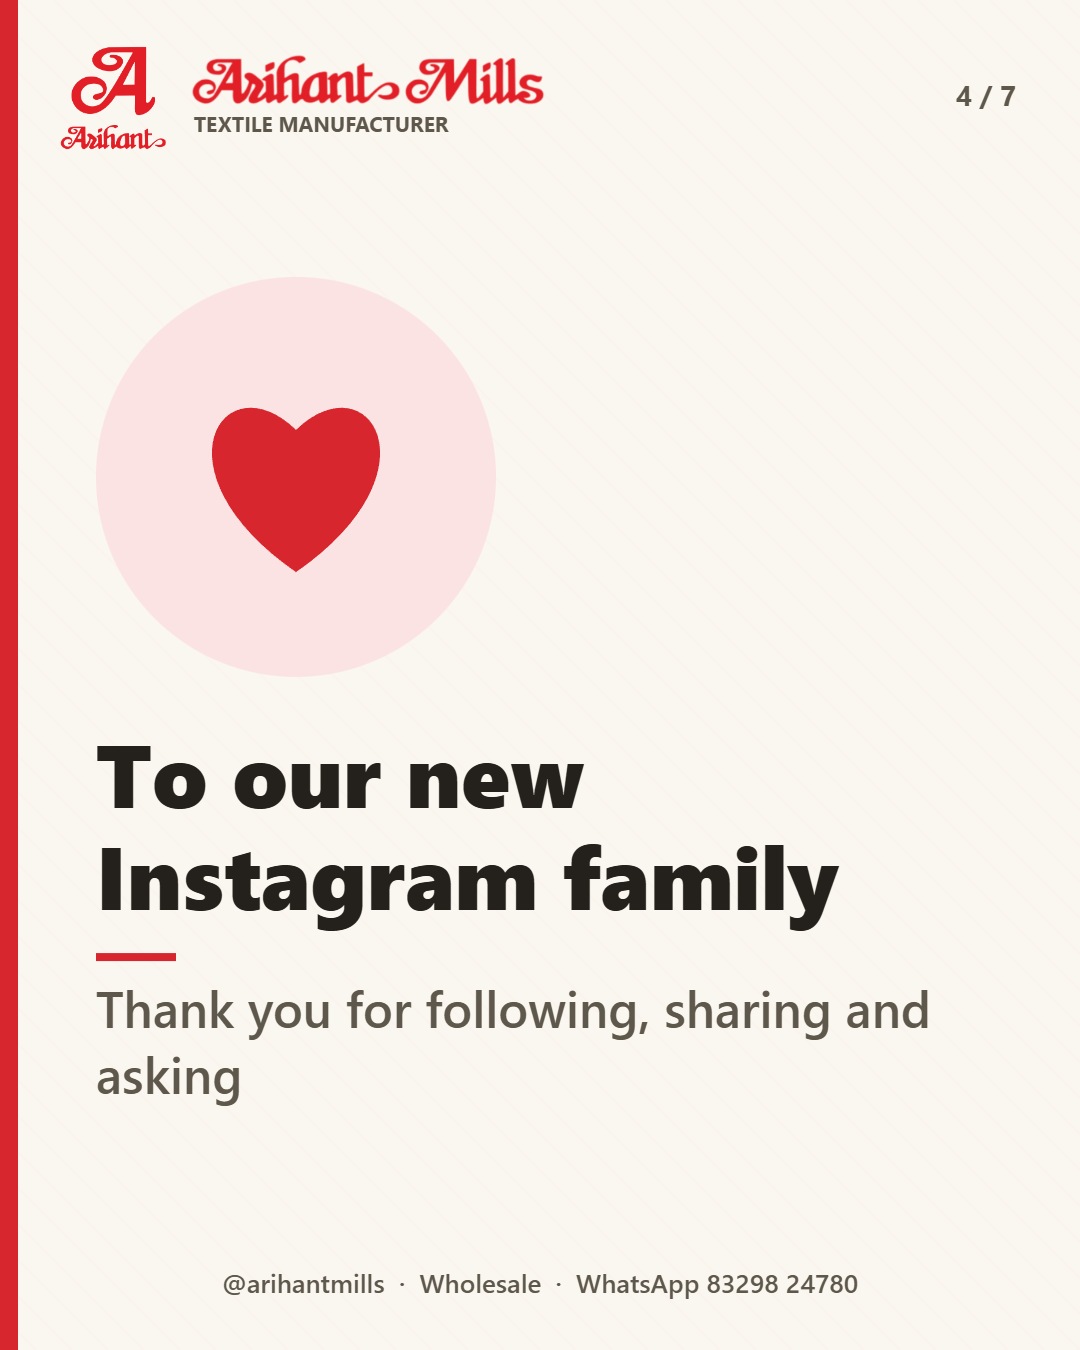 A
Arihant
Arihant Mills
TEXTILE MANUFACTURER
4 / 7
To our new
Instagram family
Thank you for following, sharing and
asking
@arihantmills · Wholesale · WhatsApp 83298 24780